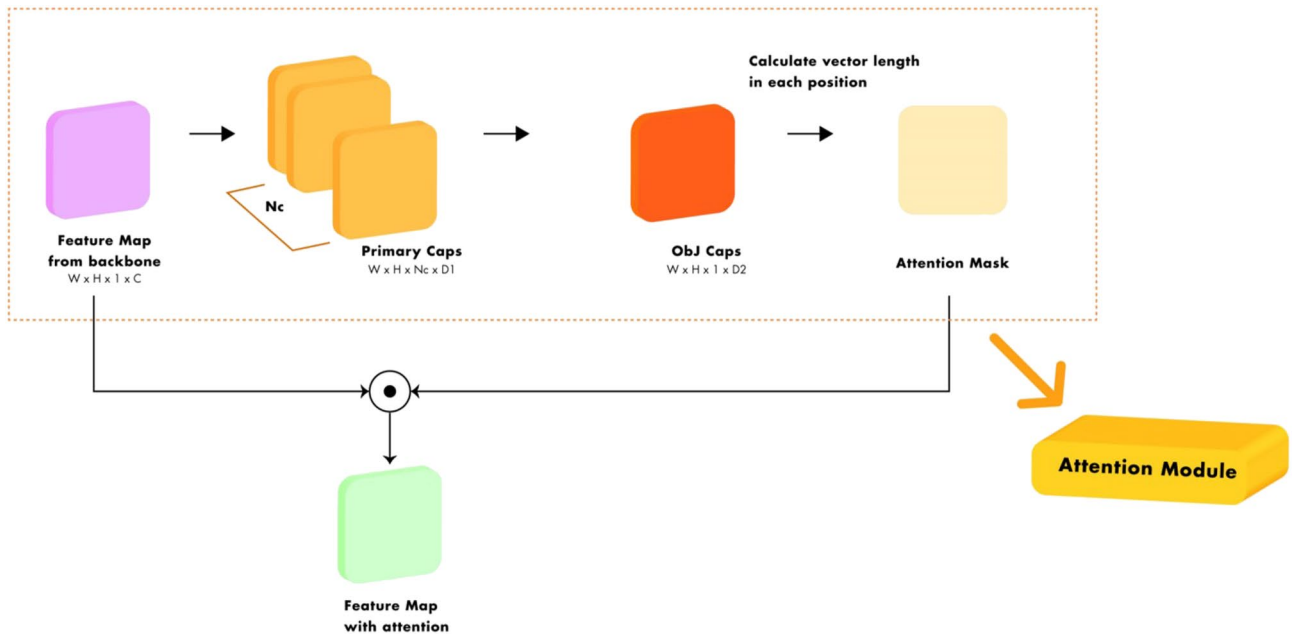 Calculate vector length
in each position
Nc
Feature Map
from backbone
W x H x 1 x C
Primary Caps
W x H x Nc x D1
ObJ Caps
W x H x 1 x D2
Attention Mask
Attention Module
Feature Map
with attention